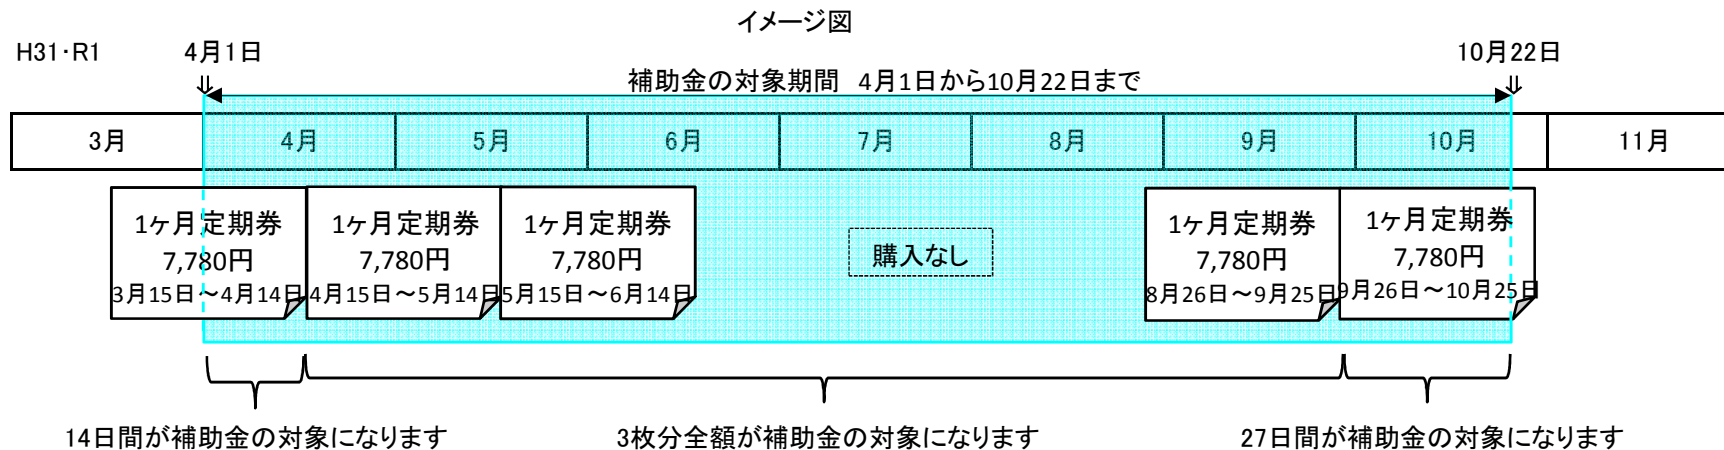 イメージ図
H31・R1
4月1日
10月22日
⇓
⇓
補助金の対象期間 4月1日から10月22日まで
3月
4月
5月
6月
7月
8月
9月
10月
11月
1ヶ月定期券
7,780円
3月15日～4月14日
1ヶ月定期券
7,780円
4月15日～5月14日
1ヶ月定期券
7,780円
5月15日～6月14日
購入なし
1ヶ月定期券
7,780円
8月26日～9月25日
1ヶ月定期券
7,780円
9月26日～10月25日
14日間が補助金の対象になります
3枚分全額が補助金の対象になります
27日間が補助金の対象になります